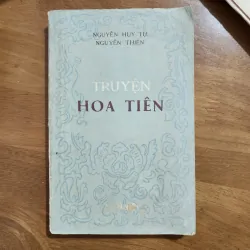 NGUYỄN HUY TỰ
NGUYỄN THIỆN
TRUYỆN
HOA TIÊN